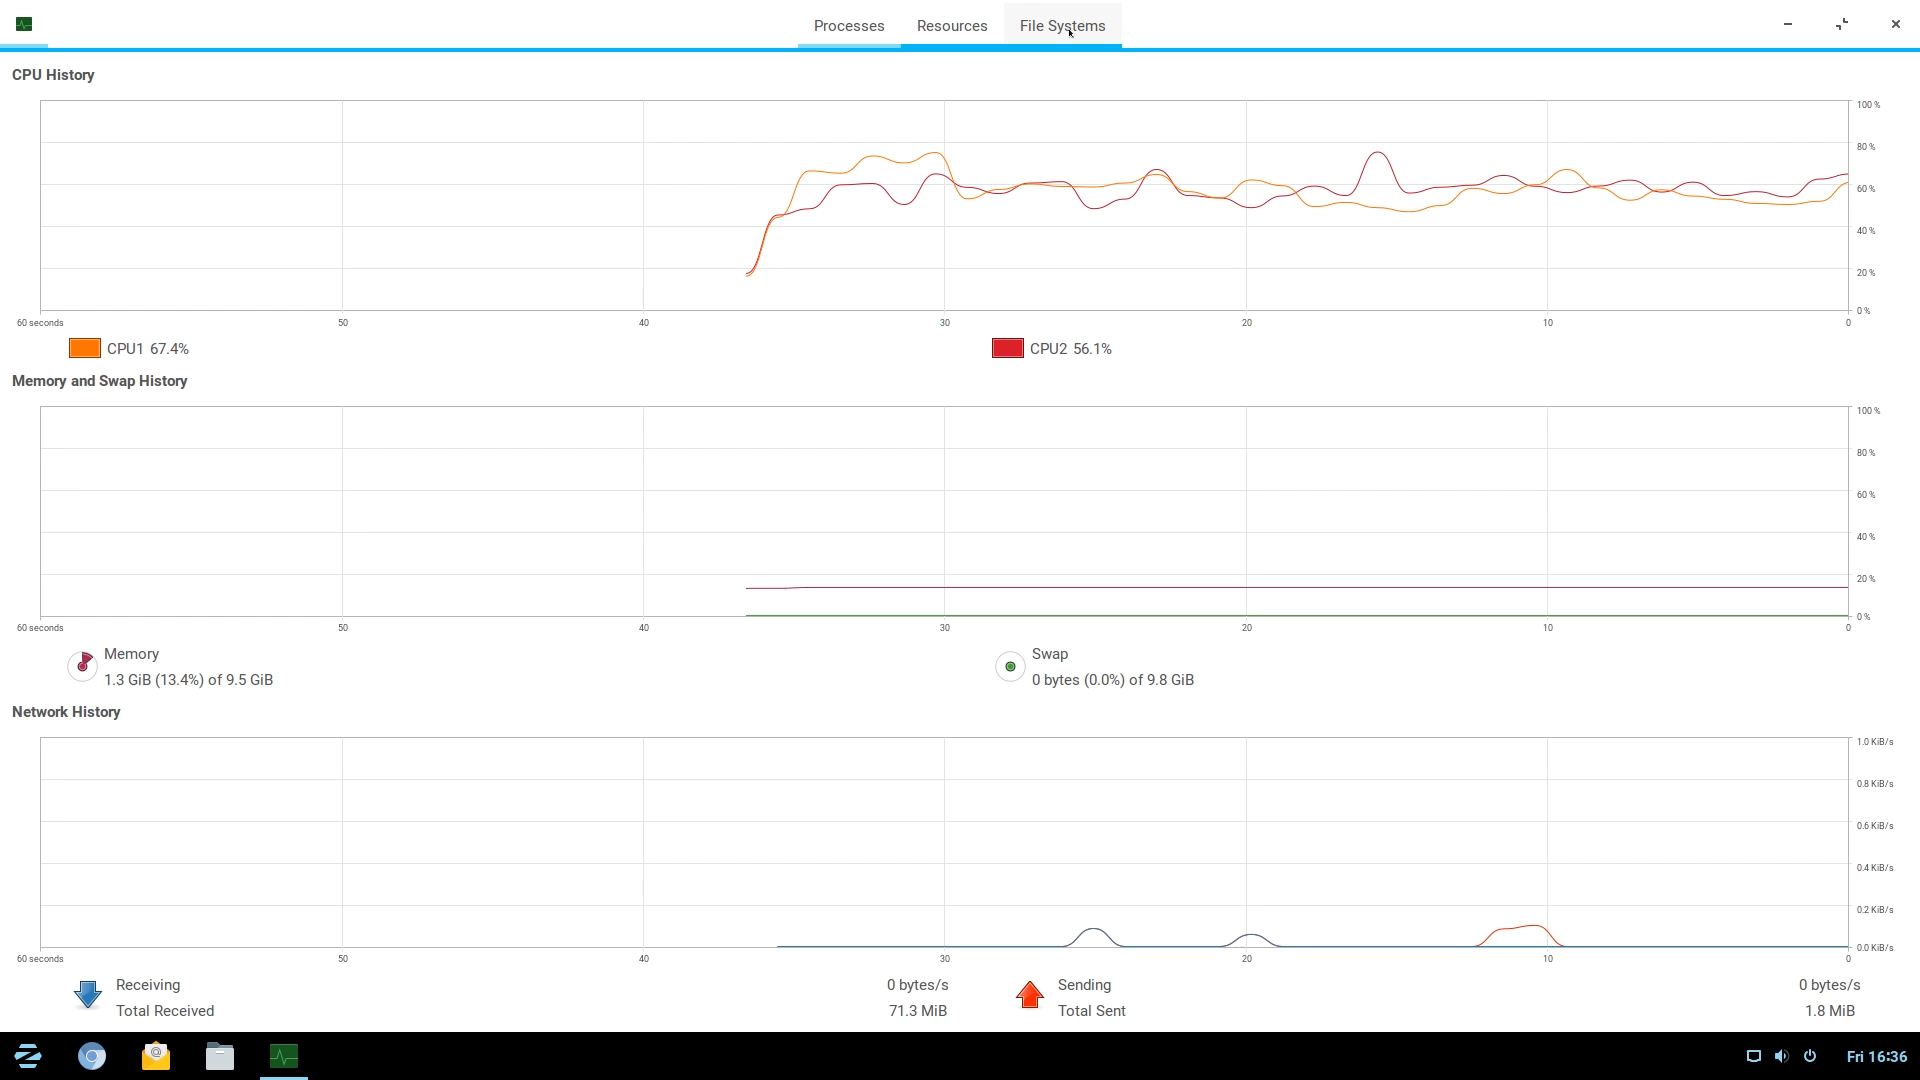 Processes Resources File Systems
CPU History
100 %
80 %
60 %
40 %
20 %
0 %
60 seconds 50 40 30 20 10 0
CPU1 67.4% CPU2 56.1%
Memory and Swap History
100 %
80 %
60 %
40 %
20 %
0 %
60 seconds 50 40 30 20 10 0
Memory Swap
1.3 GiB (13.4%) of 9.5 GiB 0 bytes (0.0%) of 9.8 GiB
Network History
1.0 KiB/s
0.8 KiB/s
0.6 KiB/s
0.4 KiB/s
0.2 KiB/s
0.0 KiB/s
60 seconds 50 40 30 20 10 0
Receiving 0 bytes/s Sending 0 bytes/s
Total Received 71.3 MiB Total Sent 1.8 MiB
Fri 16:36